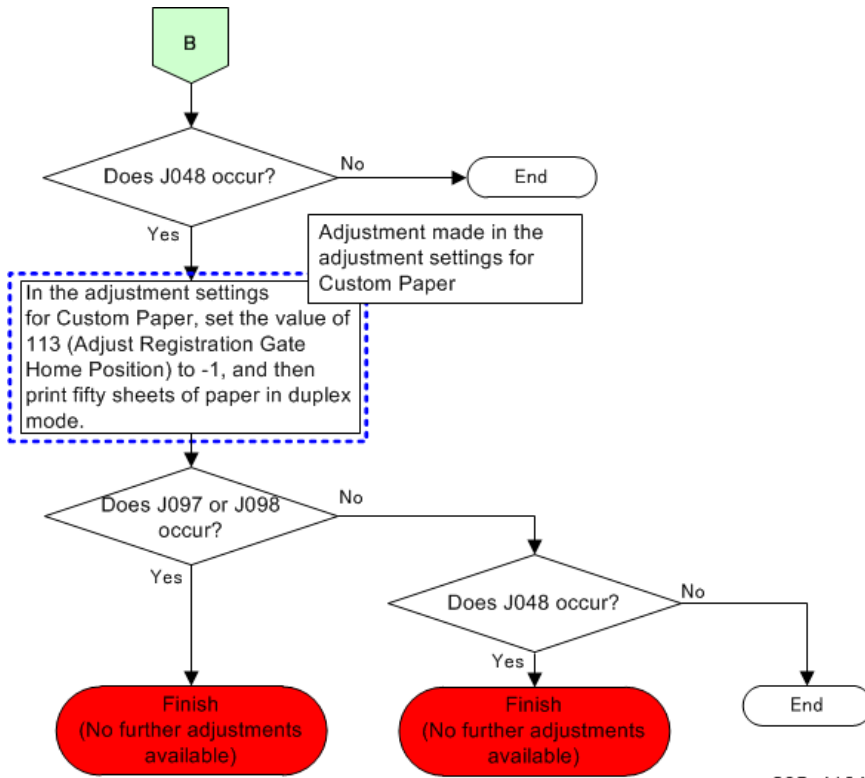 B
Does J048 occur?
No
End
Yes
Adjustment made in the
adjustment settings for
Custom Paper
In the adjustment settings
for Custom Paper, set the value of
113 (Adjust Registration Gate
Home Position) to -1, and then
print fifty sheets of paper in duplex
mode.
Does J097 or J098
occur?
No
Yes
Does J048 occur?
No
Yes
Finish
(No further adjustments
available)
Finish
(No further adjustments
available)
End